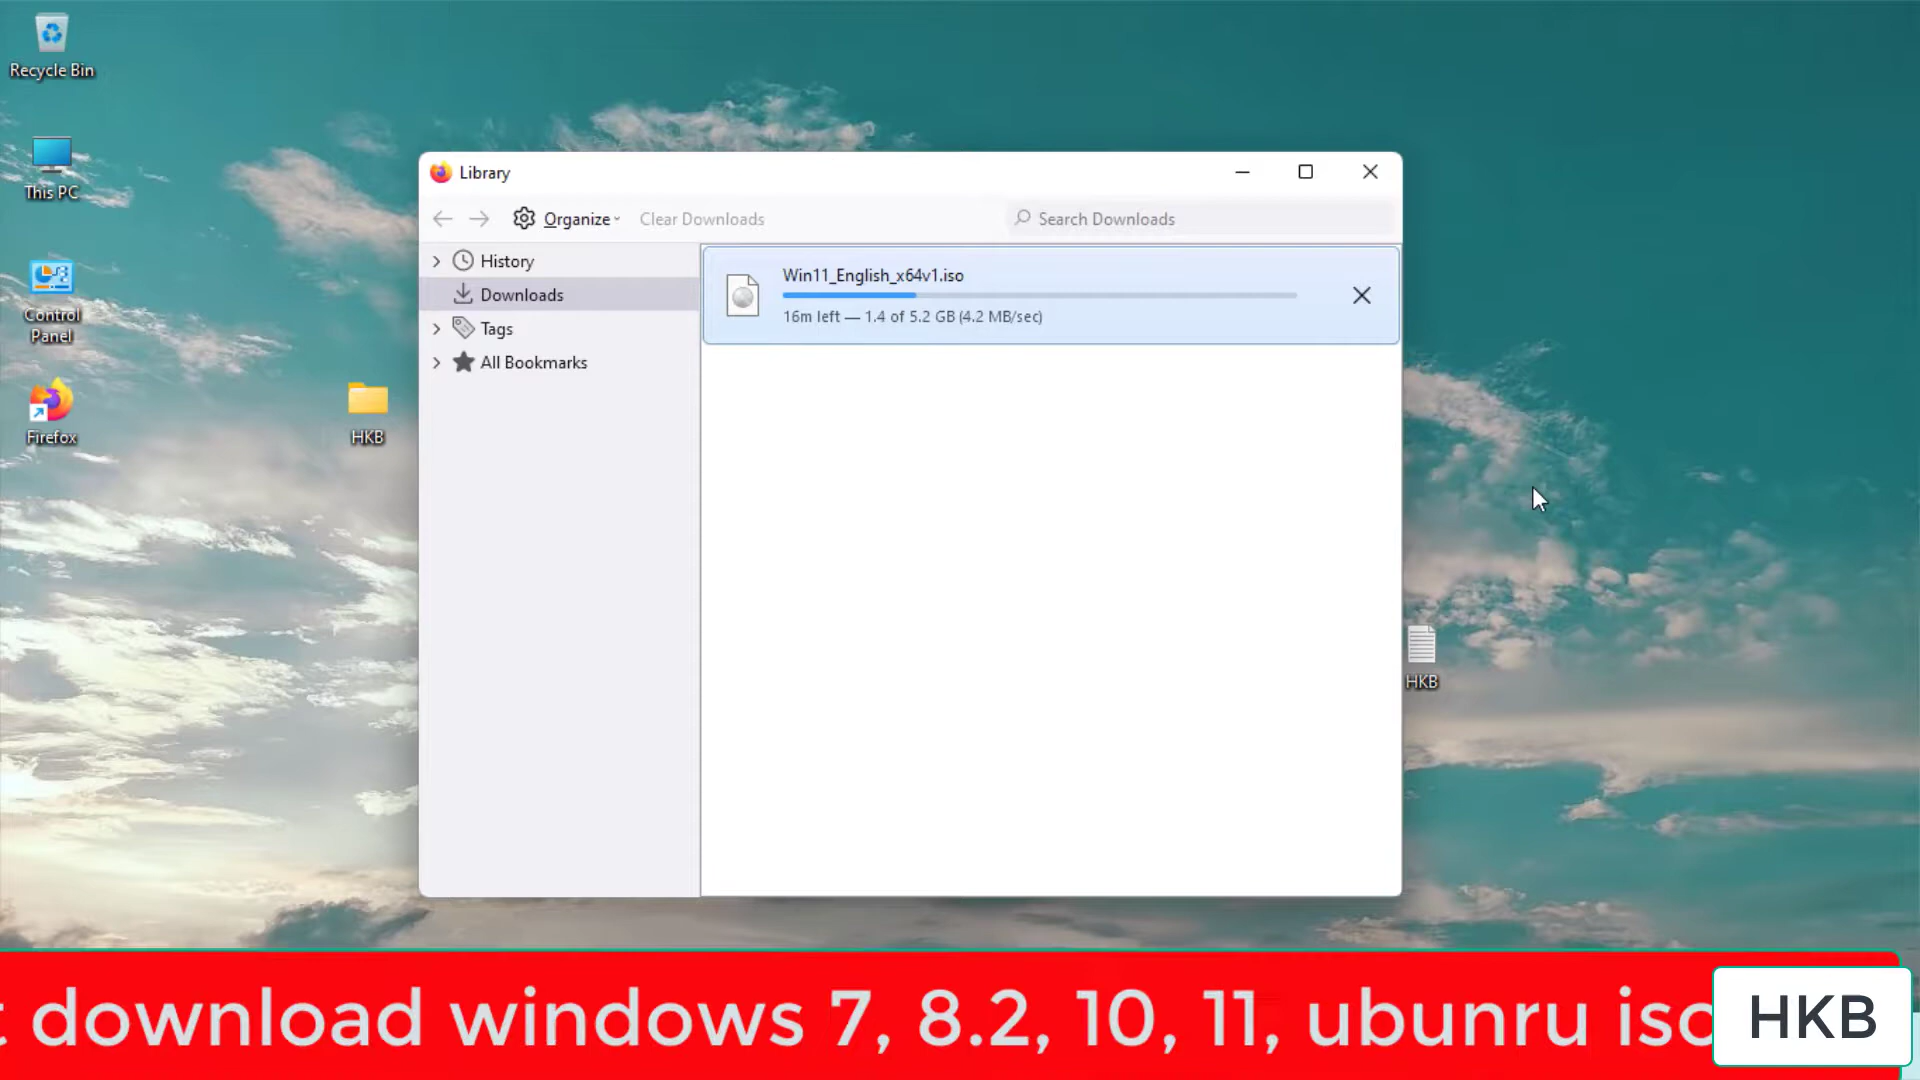 Recycle Bin
This PC
Control
Panel
Firefox
HKB
Library
Organize
Clear Downloads
Search Downloads
History
Downloads
Tags
All Bookmarks
Win11_English_x64v1.iso
16m left — 1.4 of 5.2 GB (4.2 MB/sec)
HKB
t download windows 7, 8.2, 10, 11, ubunru iso
HKB